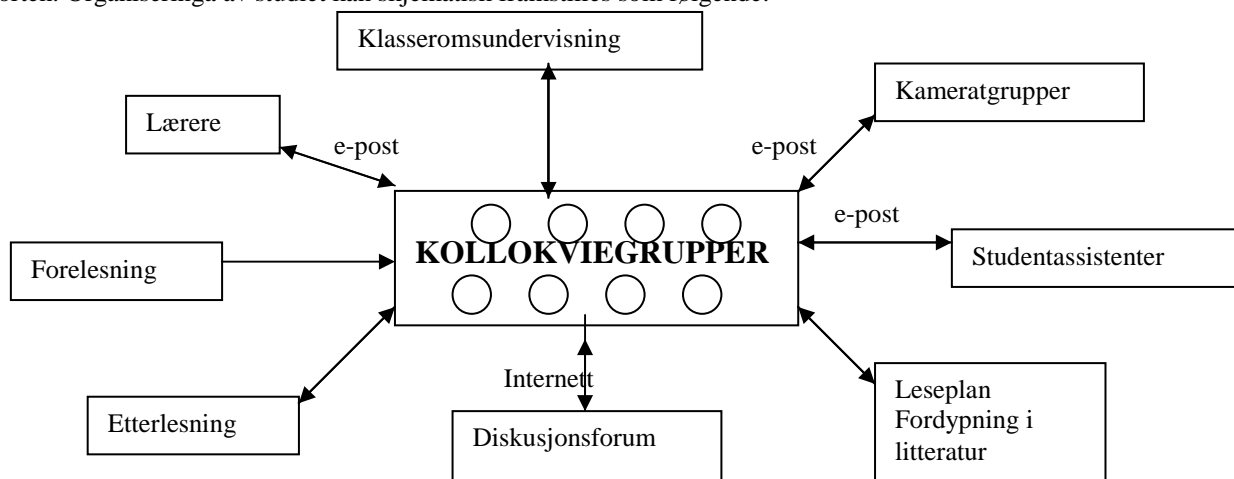 orten. Organiseringa av studiet kan skjematisk framstilles som følgende:
Klasseromsundervisning
Kameratgrupper
Lærere
e-post
e-post
e-post
KOLLOKVIEGRUPPER
Forelesning
Studentassistenter
Internett
Etterlesning
Diskusjonsforum
Leseplan
Fordypning i
litteratur